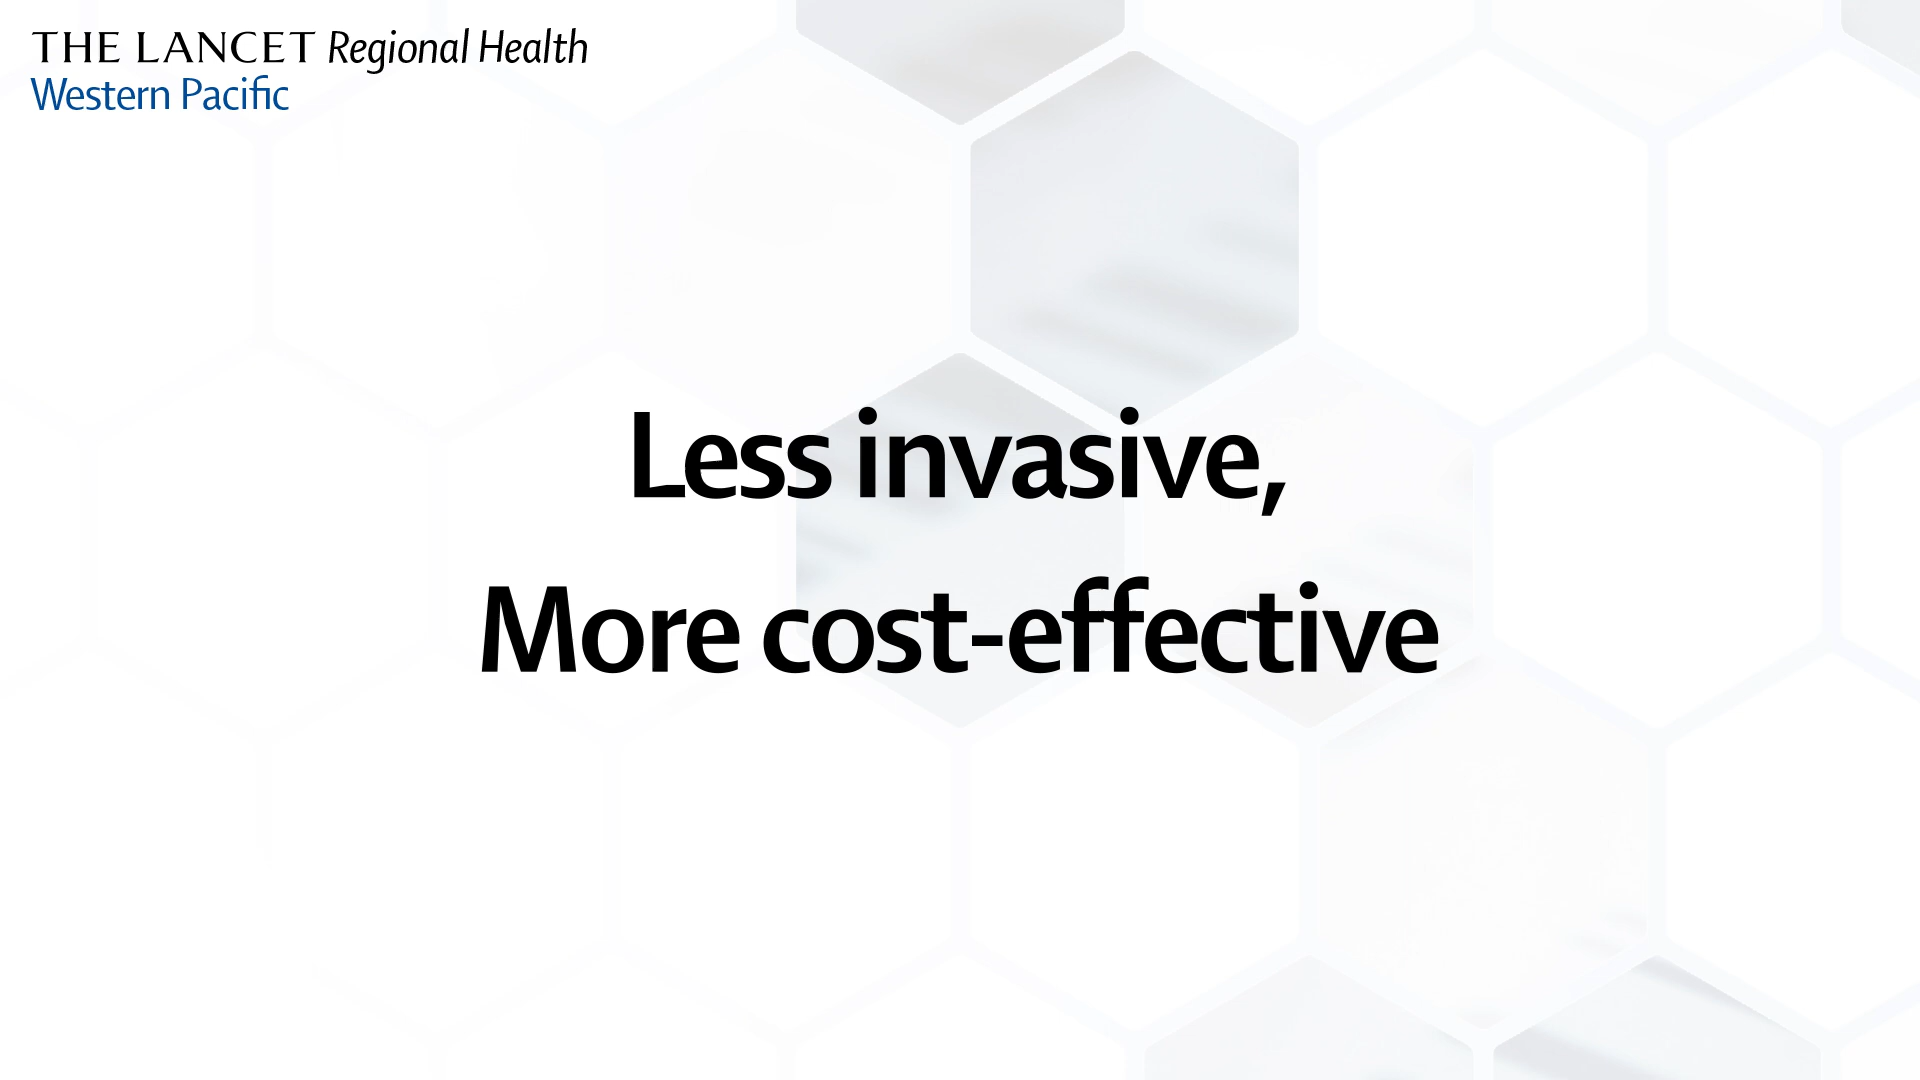 THE LANCET Regional Health
Western Pacific
Less invasive,
More cost-effective